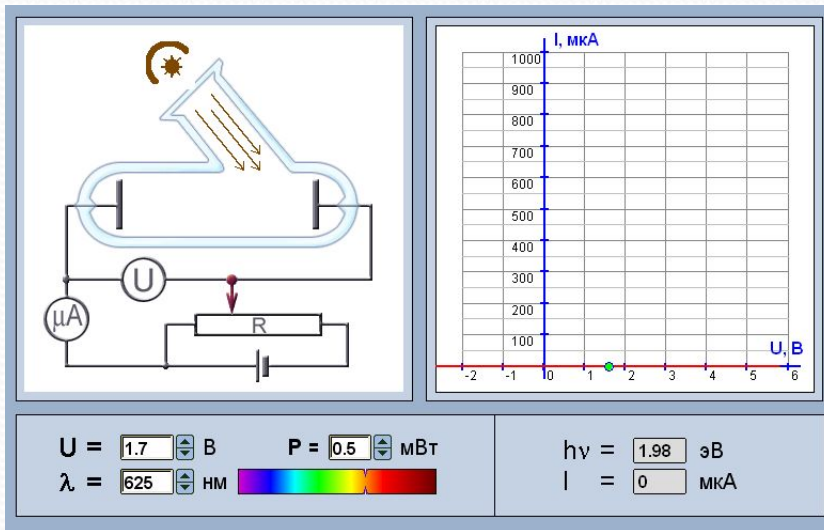 I, мкА
1000
900
800
700
600
500
400
300
200
100
U, В
-2 -1 0 1 2 3 4 5 6
U
μA
R
U = 1.7 В P = 0.5 мВт
λ = 625 нм
hν = 1.98 эВ
I = 0 мкА